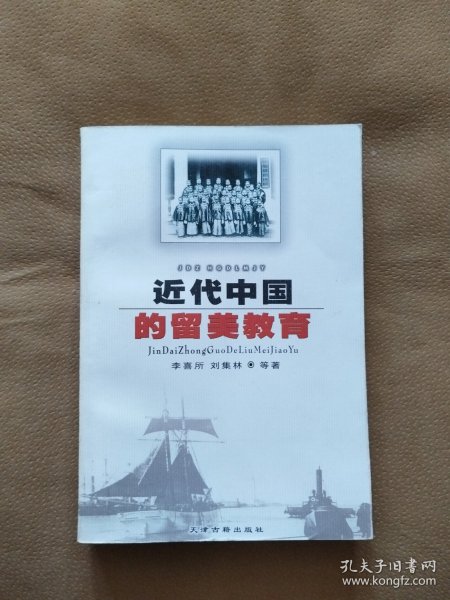 JDZHGDLMJY
近代中国
的留美教育
JinDaiZhongGuoDeLiuMeiJiaoYu
李喜所 刘集林 等著
天津古籍出版社
孔夫子旧书网
www.kongfz.com